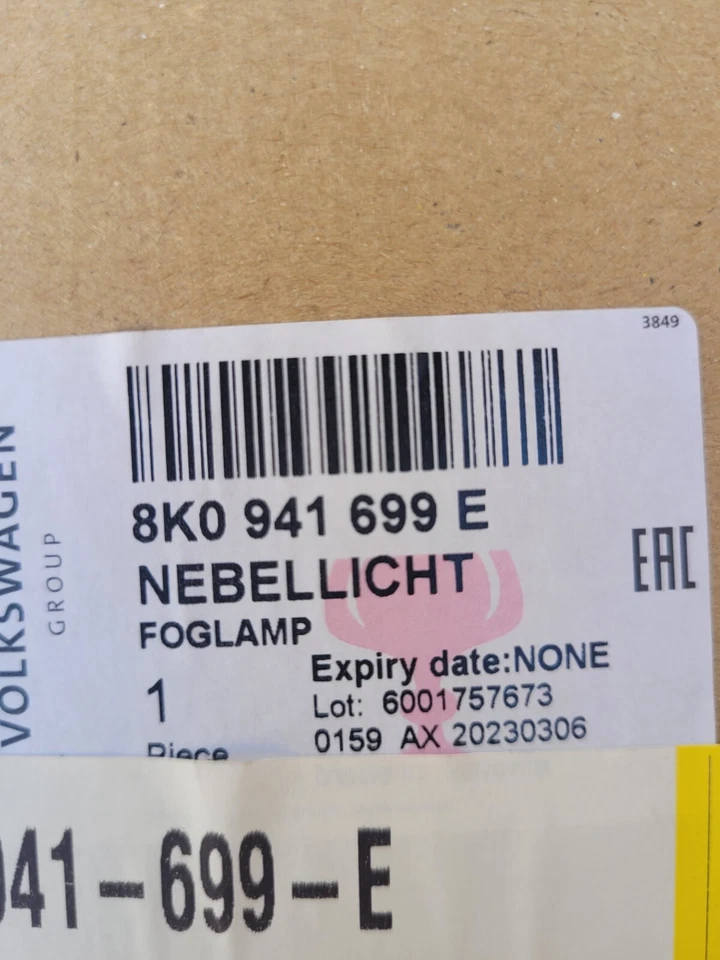 3849
VOLKSWAGEN
GROUP
8K0 941 699 E
NEBELLICHT
FOGLAMP
EAC
Expiry date:NONE
1
Lot: 6001757673
Piece
0159 AX 20230306
941-699-E